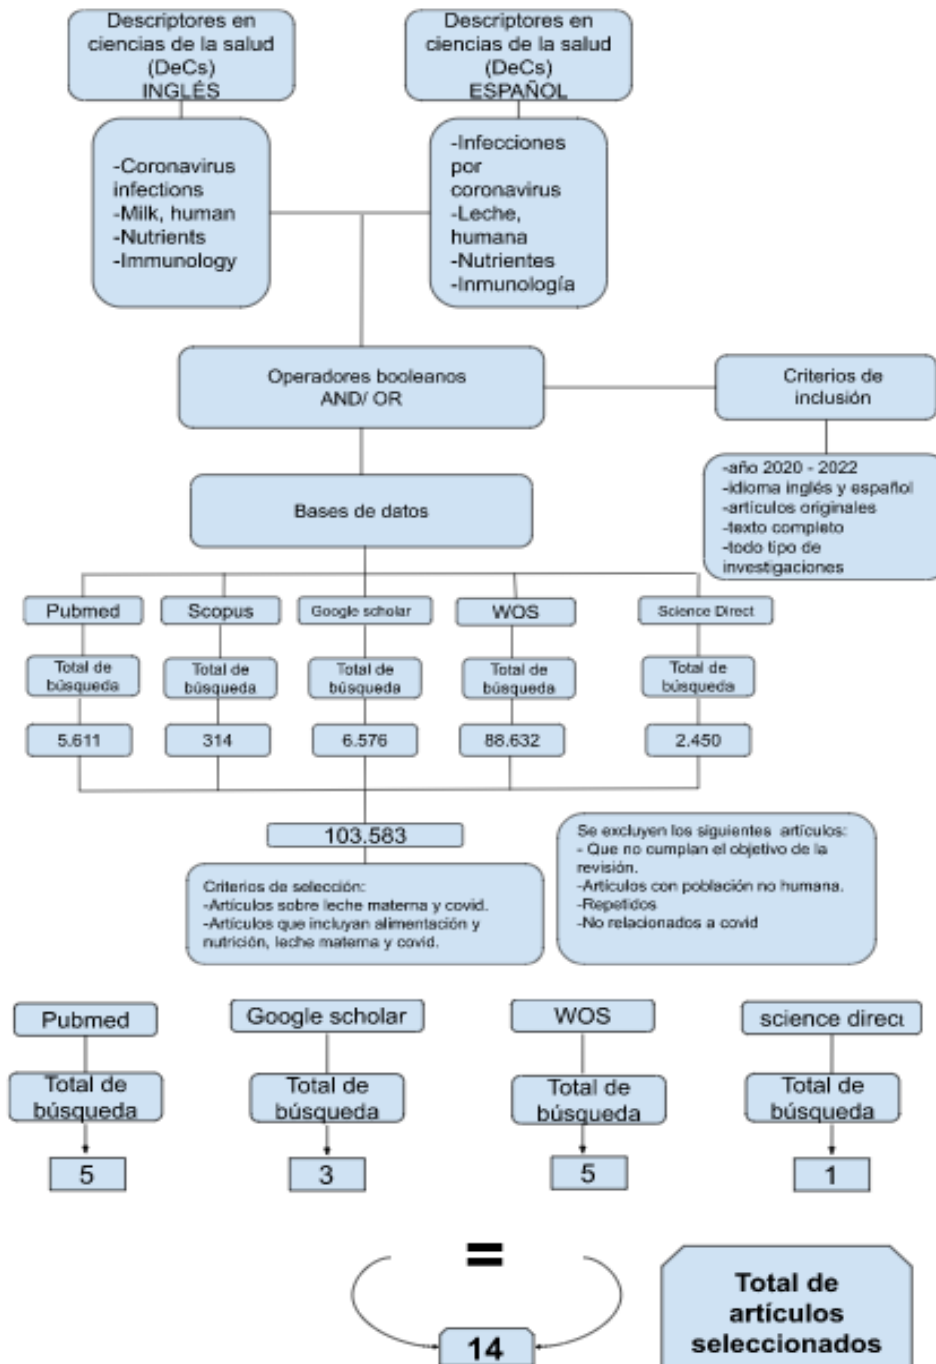 Descriptores en
ciencias de la salud
(DeCs)
INGLÉS
Descriptores en
ciencias de la salud
(DeCs)
ESPAÑOL
-Coronavirus
infections
-Milk, human
-Nutrients
-Immunology
-Infecciones
por
coronavirus
-Leche,
humana
-Nutrientes
-Inmunología
Operadores booleanos
AND/ OR
Criterios de
inclusión
-año 2020 - 2022
-idioma inglés y español
-artículos originales
-texto completo
-todo tipo de
investigaciones
Bases de datos
Pubmed
Scopus
Google scholar
WOS
Science Direct
Total de
búsqueda
Total de
búsqueda
Total de
búsqueda
Total de
búsqueda
Total de
búsqueda
5.611
314
6.576
88.632
2.450
103.583
Criterios de selección:
-Artículos sobre leche materna y covid.
-Artículos que incluyan alimentación y
nutrición, leche materna y covid.
Se excluyen los siguientes artículos:
- Que no cumplan el objetivo de la
revisión.
-Artículos con población no humana.
-Repetidos
-No relacionados a covid
Pubmed
Google scholar
WOS
science direct
Total de
búsqueda
Total de
búsqueda
Total de
búsqueda
Total de
búsqueda
5
3
5
1
=
14
Total de
artículos
seleccionados